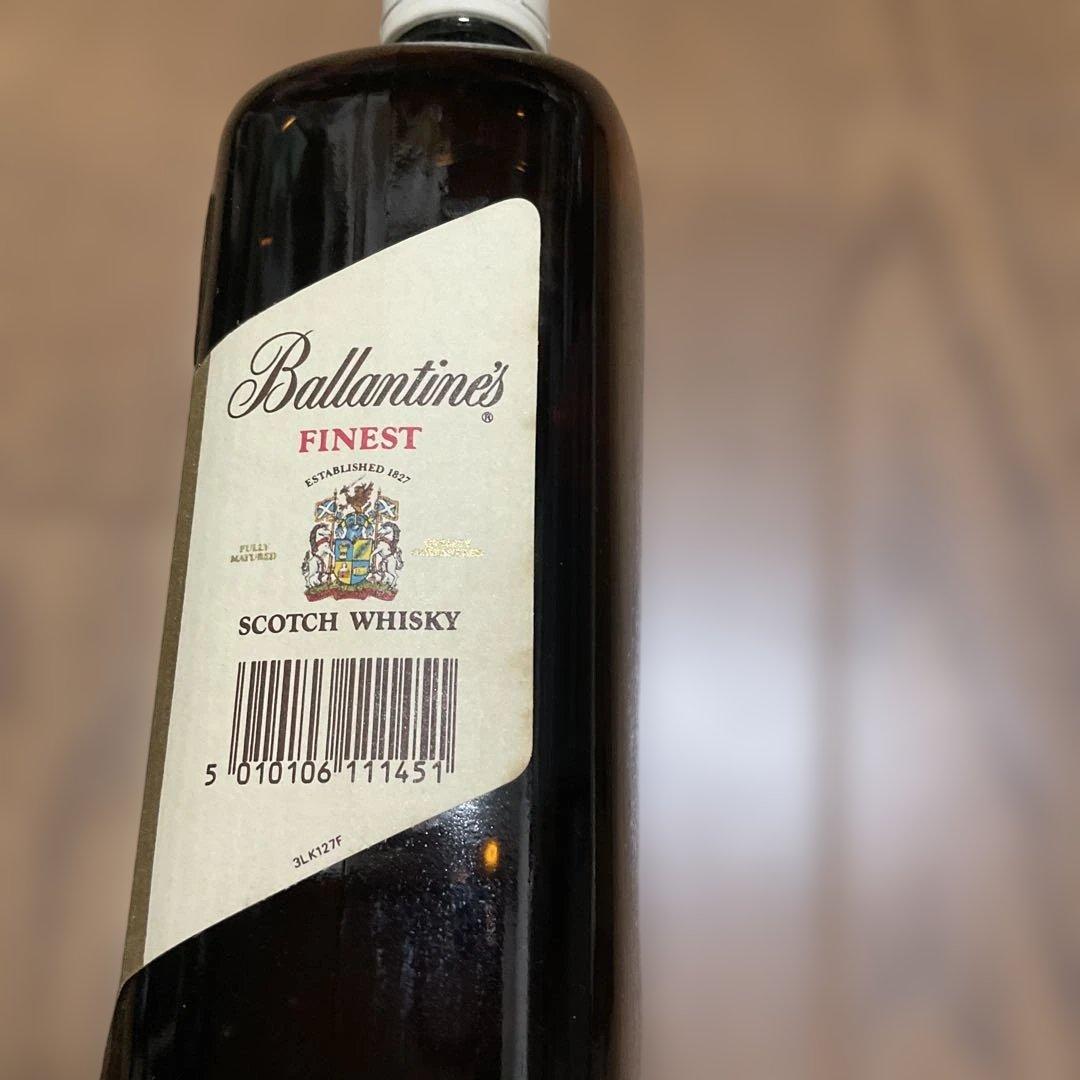 Ballantine's
®
FINEST
ESTABLISHED 1827
FULLY
MATURED
SCOTCH WHISKY
5 010106 111451
3LK127F